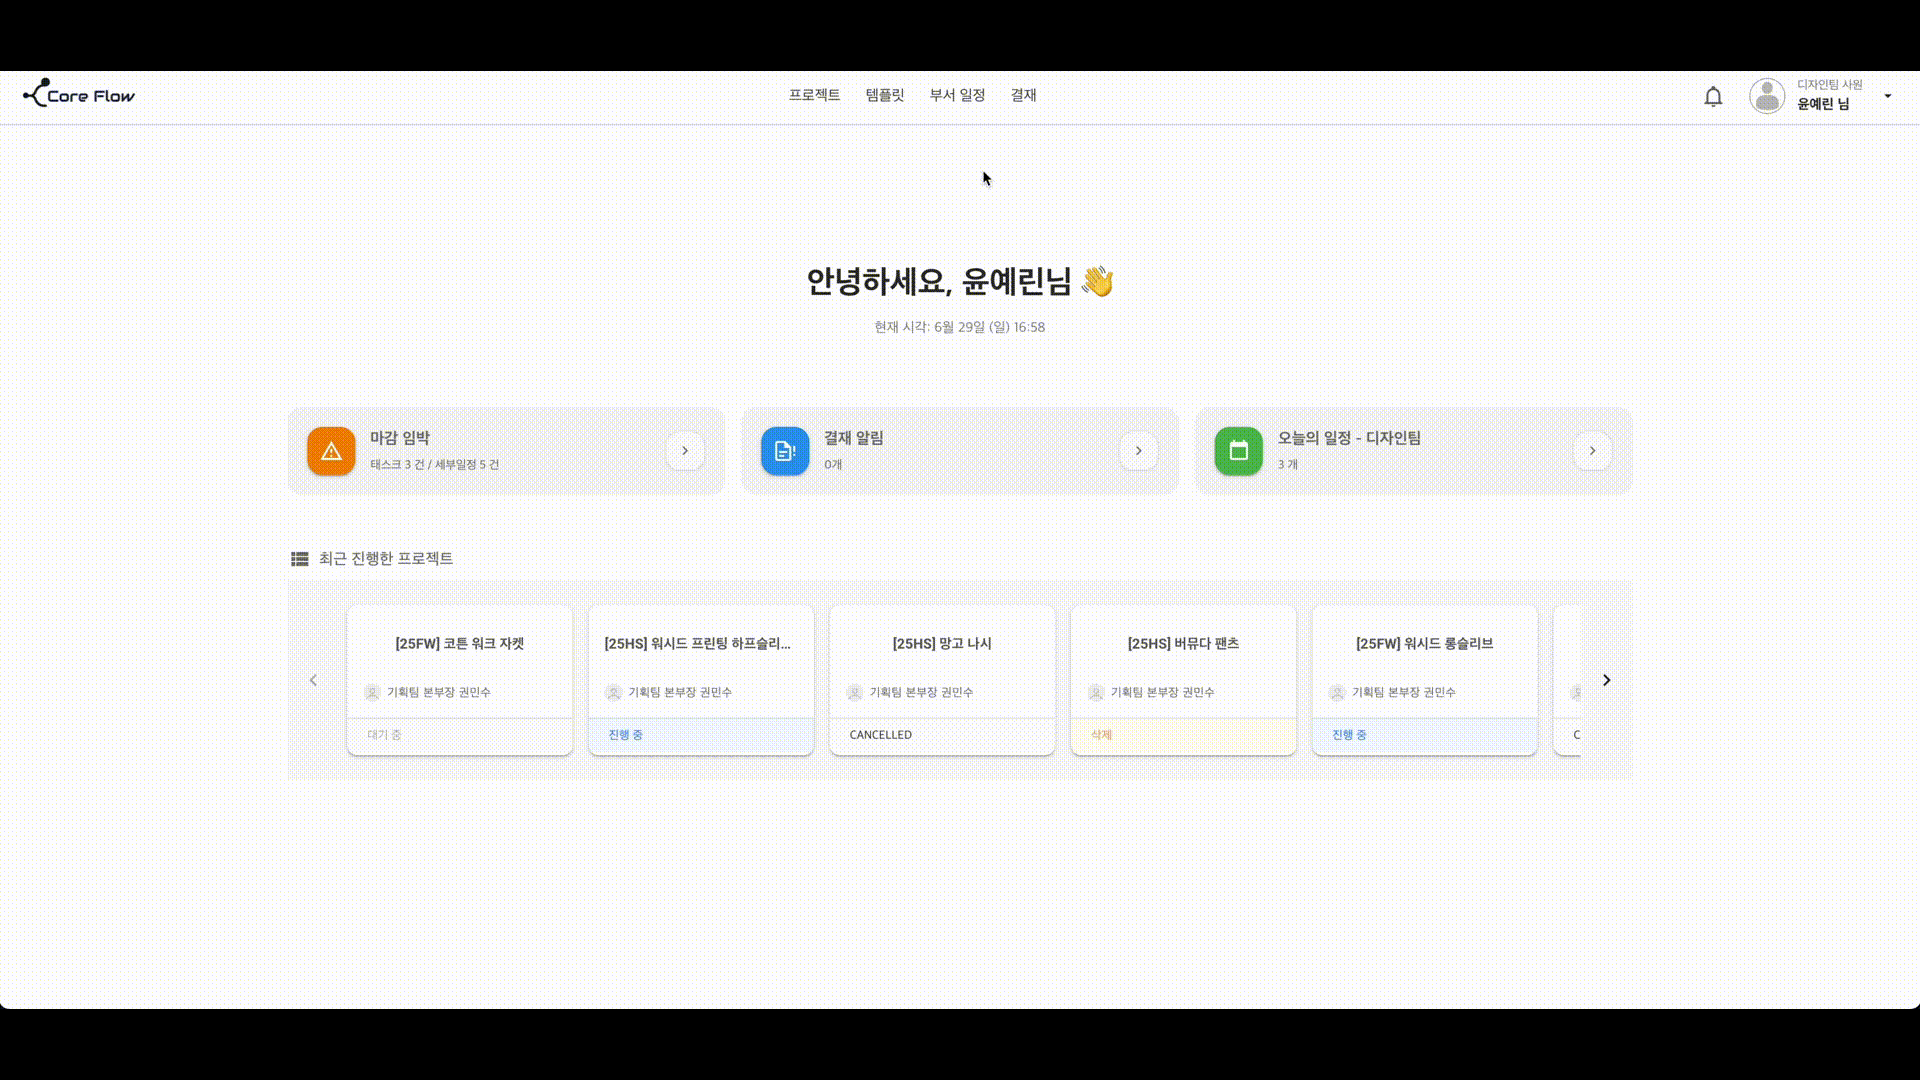 Core Flow
프로젝트 템플릿 부서 일정 결재
디자인팀 사원
윤예린 님
안녕하세요, 윤예린님 👋
현재 시각: 6월 29일 (일) 16:58
마감 임박
태스크 3 건 / 세부일정 5 건
결재 알림
0개
오늘의 일정 - 디자인팀
3 개
최근 진행한 프로젝트
[25FW] 코튼 워크 자켓
기획팀 본부장 권민수
대기 중
[25HS] 워시드 프린팅 하프슬리...
기획팀 본부장 권민수
진행 중
[25HS] 망고 나시
기획팀 본부장 권민수
CANCELLED
[25HS] 버뮤다 팬츠
기획팀 본부장 권민수
삭제
[25FW] 워시드 롱슬리브
기획팀 본부장 권민수
진행 중